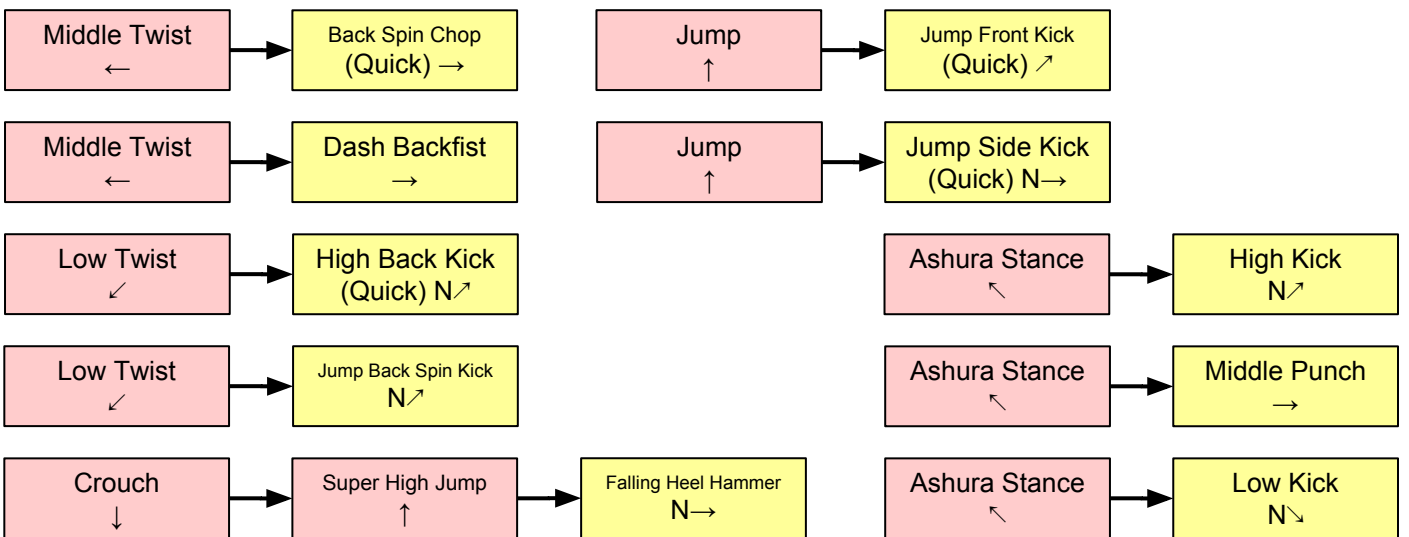 Middle Twist
←
Back Spin Chop
(Quick) →
Jump
↑
Jump Front Kick
(Quick) ↗
Middle Twist
←
Dash Backfist
→
Jump
↑
Jump Side Kick
(Quick) N→
Low Twist
↙
High Back Kick
(Quick) N↗
Ashura Stance
↖
High Kick
N↗
Low Twist
↙
Jump Back Spin Kick
N↗
Ashura Stance
↖
Middle Punch
→
Crouch
↓
Super High Jump
↑
Falling Heel Hammer
N→
Ashura Stance
↖
Low Kick
N↘